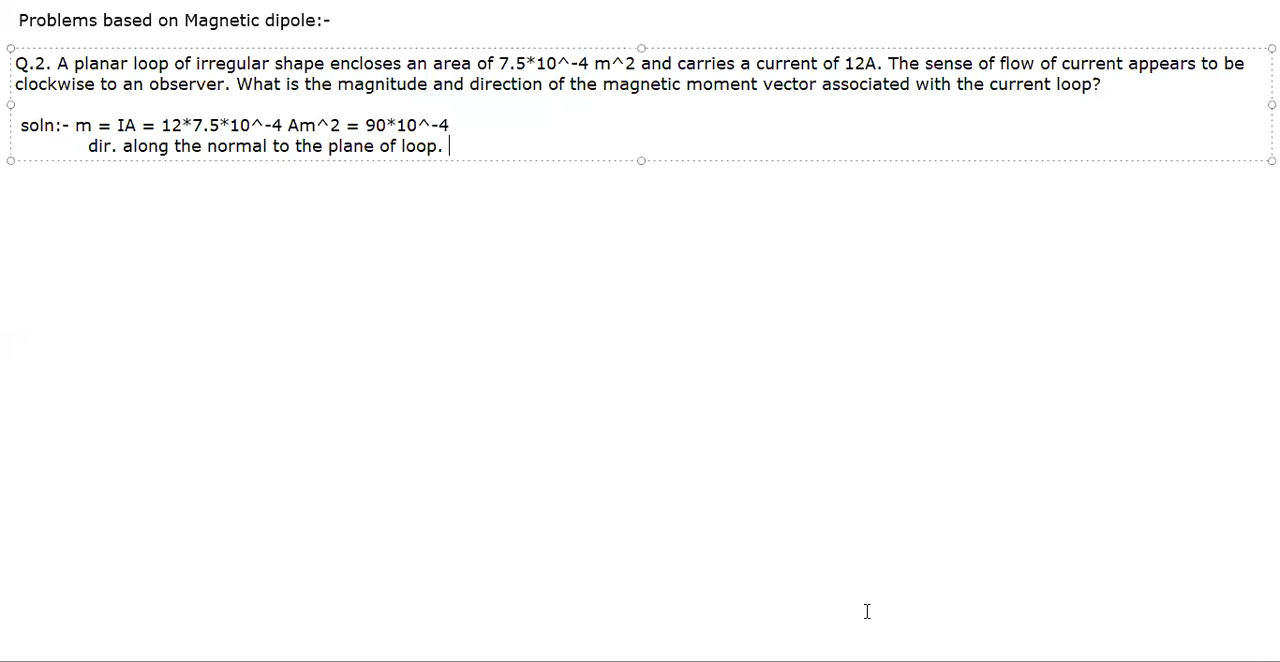 Problems based on Magnetic dipole:-
Q.2. A planar loop of irregular shape encloses an area of 7.5*10^-4 m^2 and carries a current of 12A. The sense of flow of current appears to be
clockwise to an observer. What is the magnitude and direction of the magnetic moment vector associated with the current loop?
soln:- m = IA = 12*7.5*10^-4 Am^2 = 90*10^-4
dir. along the normal to the plane of loop.